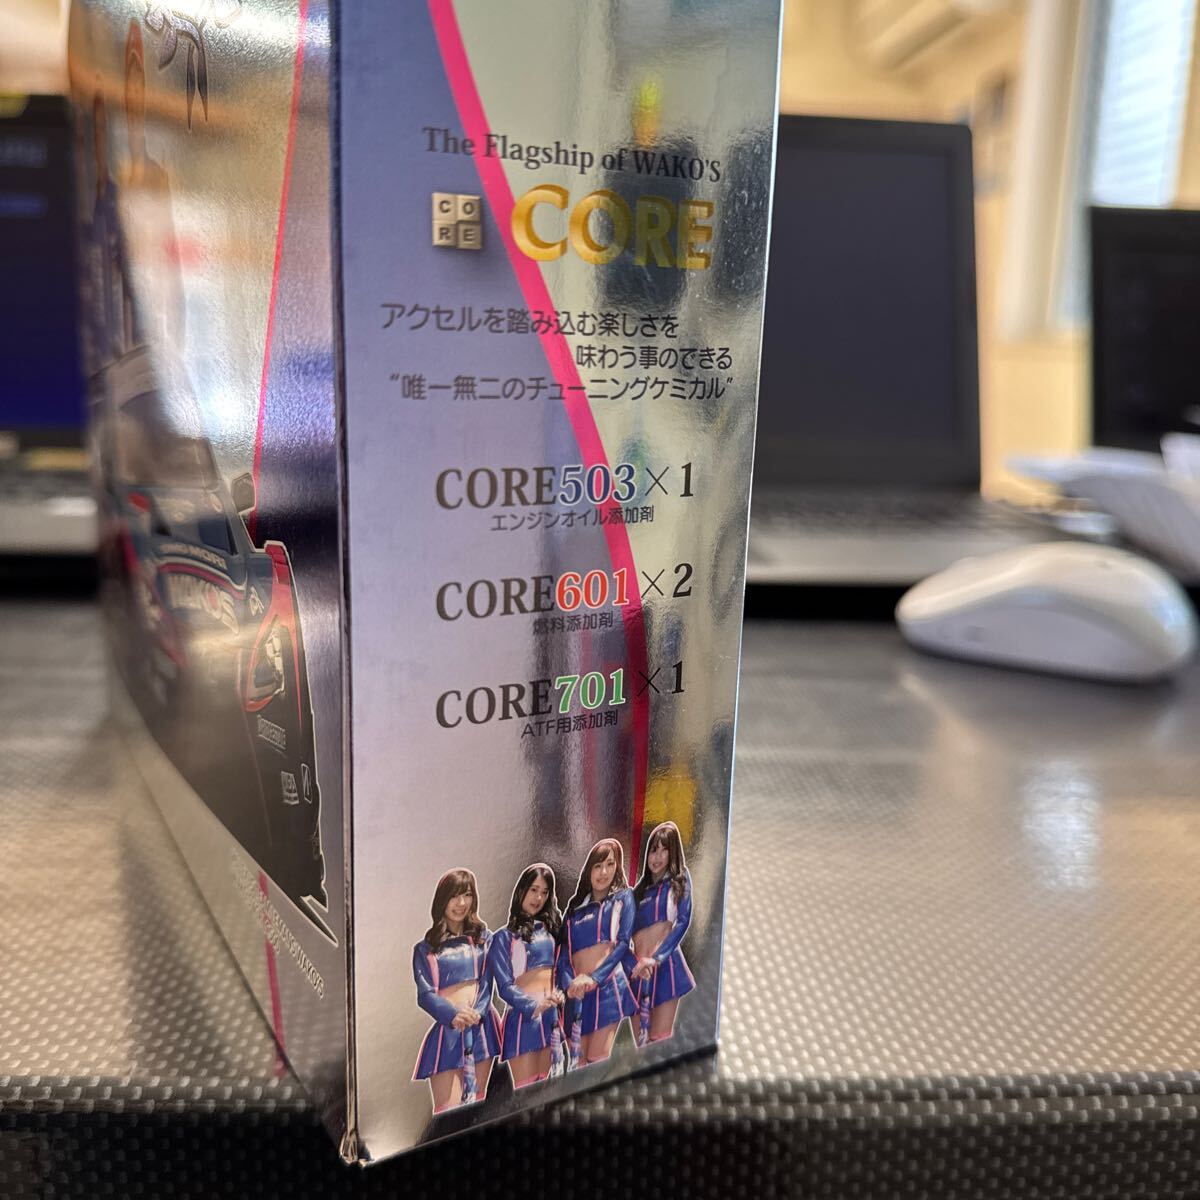 The Flagship of WAKO'S
CO
RE
CORE
アクセルを踏み込む楽しさを
味わう事のできる
"唯一無二のチューニングケミカル"
CORE503×1
エンジンオイル添加剤
CORE601×2
燃料添加剤
CORE701×1
ATF用添加剤